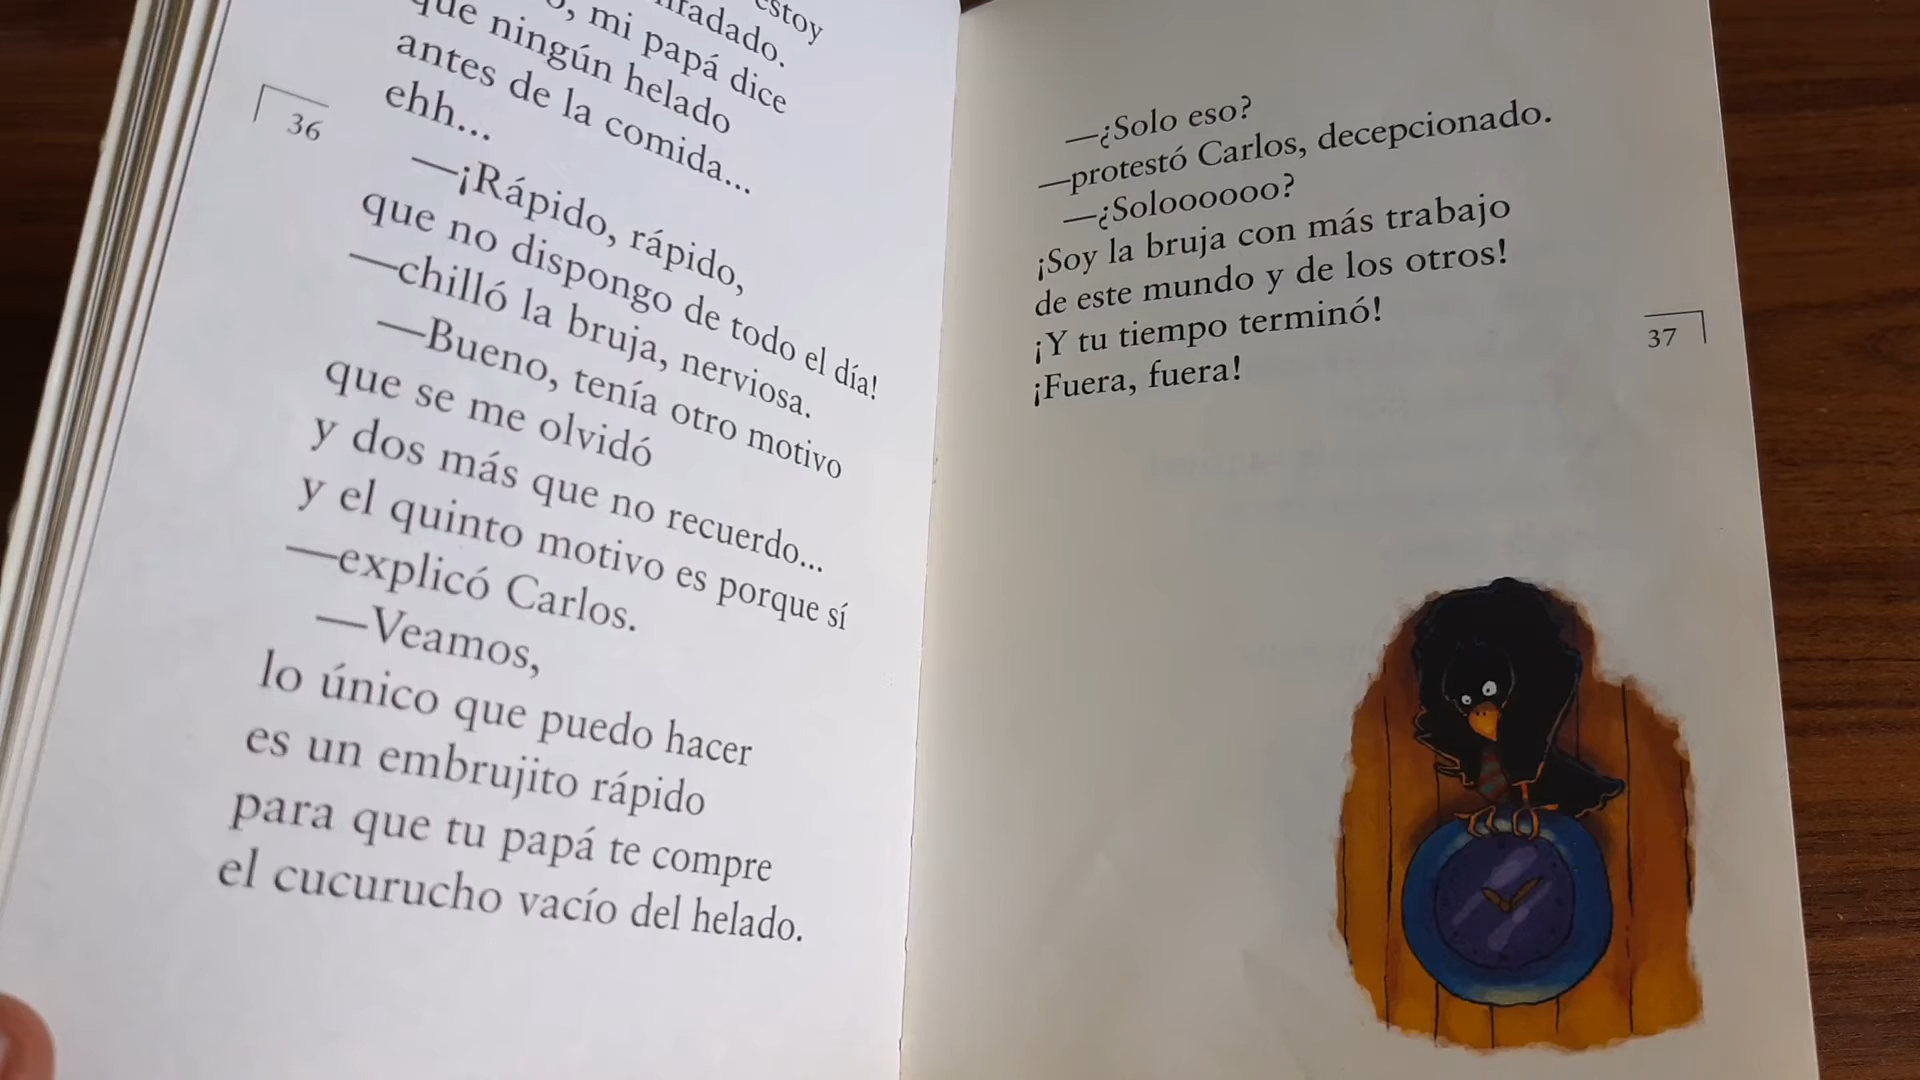 estoy
mi papá dice
que ningún helado
antes de la comida...
ehh...
36
—¡Rápido, rápido,
que no dispongo de todo el día!
—chilló la bruja, nerviosa.
—Bueno, tenía otro motivo
que se me olvidó
y dos más que no recuerdo...
y el quinto motivo es porque sí
—explicó Carlos.
—Veamos,
lo único que puedo hacer
es un embrujito rápido
para que tu papá te compre
el cucurucho vacío del helado.
—¿Solo eso?
—protestó Carlos, decepcionado.
—¿Soloooooo?
¡Soy la bruja con más trabajo
de este mundo y de los otros!
¡Y tu tiempo terminó!
¡Fuera, fuera!
37